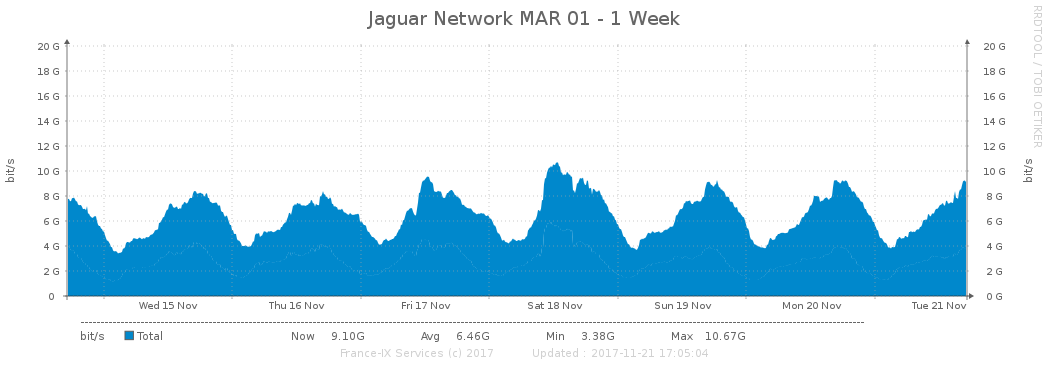 Jaguar Network MAR 01 - 1 Week
RRDTOOL / TOBI OETIKER
bit/s
20 G 20 G
18 G 18 G
16 G 16 G
14 G 14 G
12 G 12 G
10 G 10 G
8 G 8 G
6 G 6 G
4 G 4 G
2 G 2 G
0 0 G
bit/s
Wed 15 Nov Thu 16 Nov Fri 17 Nov Sat 18 Nov Sun 19 Nov Mon 20 Nov Tue 21 Nov
bit/s Total Now 9.10G Avg 6.46G Min 3.38G Max 10.67G
France-IX Services (c) 2017 Updated : 2017-11-21 17:05:04